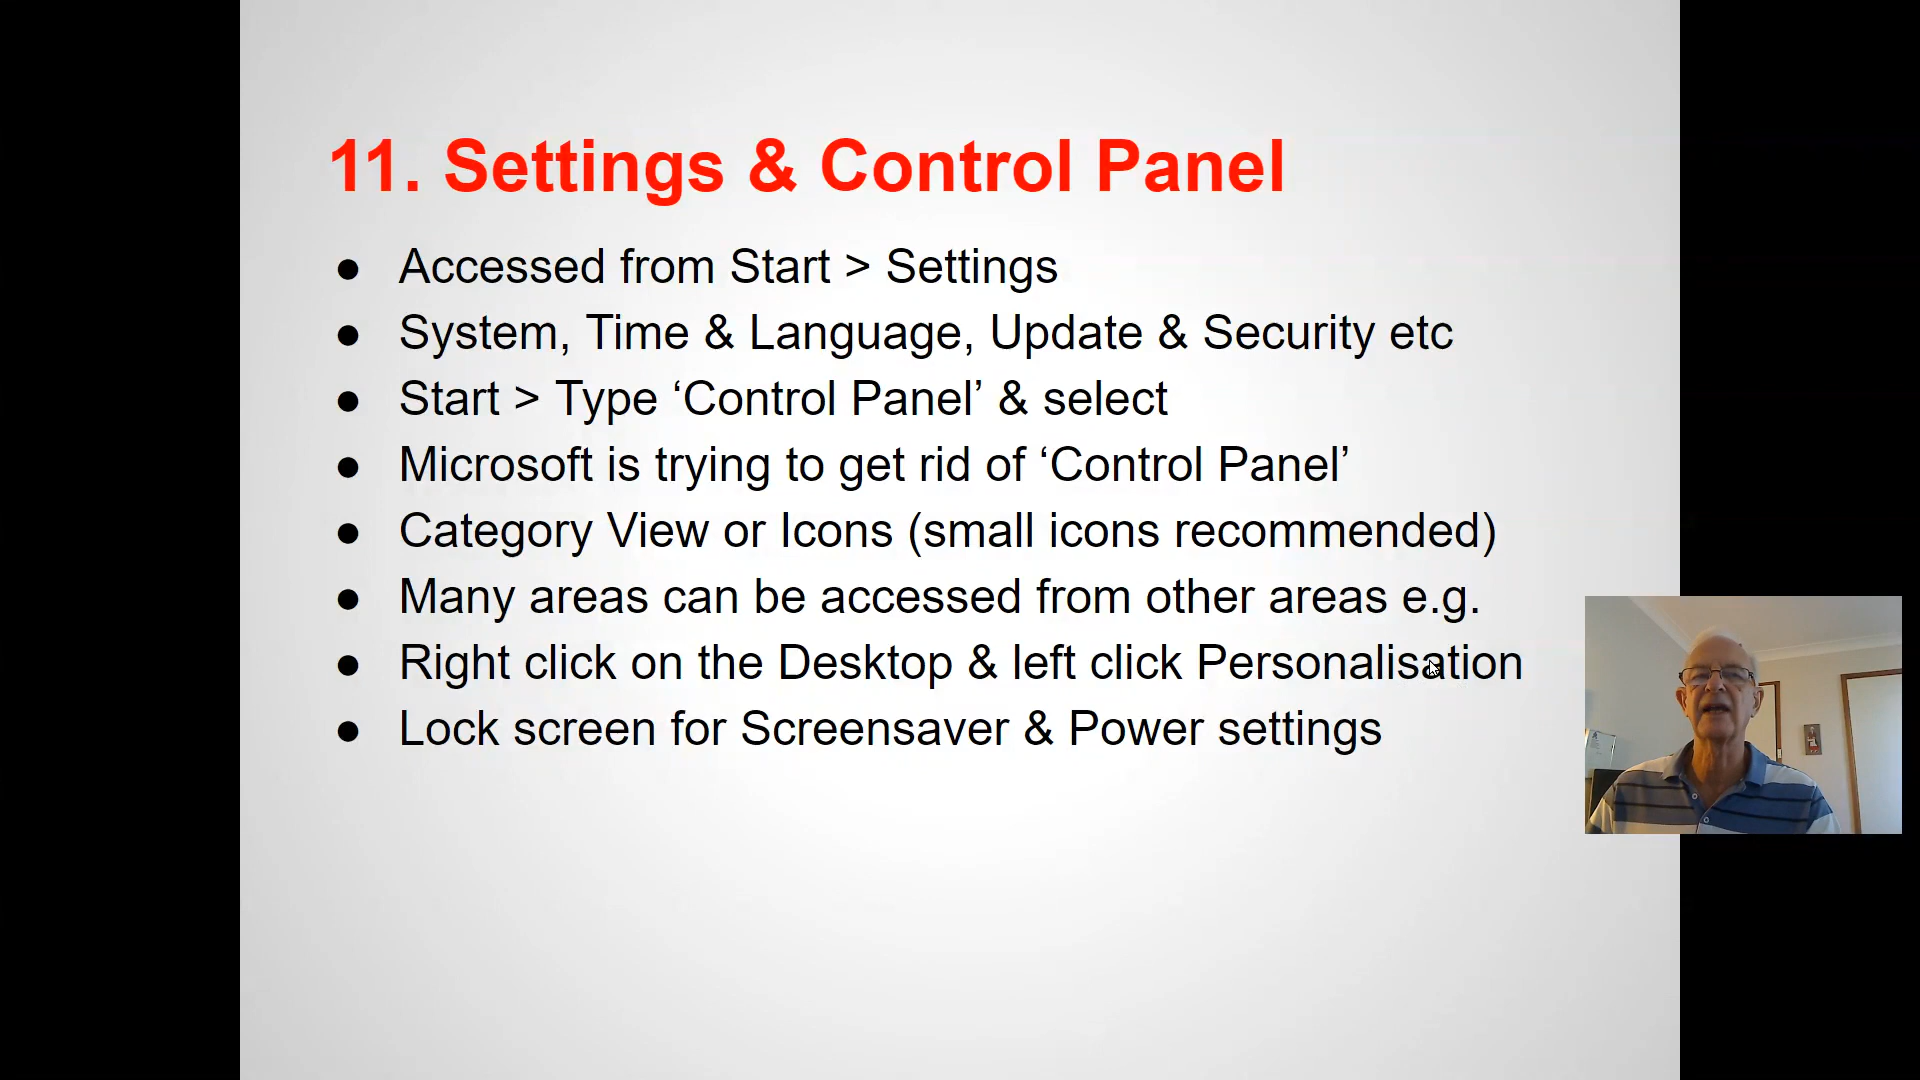 11. Settings & Control Panel
● Accessed from Start > Settings
● System, Time & Language, Update & Security etc
● Start > Type ‘Control Panel’ & select
● Microsoft is trying to get rid of ‘Control Panel’
● Category View or Icons (small icons recommended)
● Many areas can be accessed from other areas e.g.
● Right click on the Desktop & left click Personalisation
● Lock screen for Screensaver & Power settings